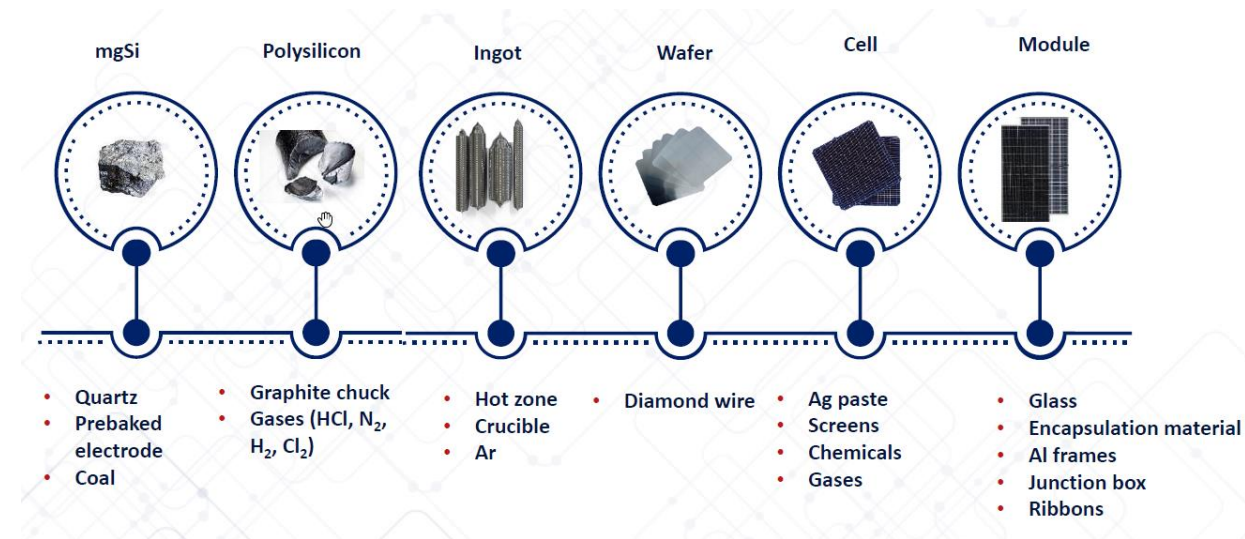 mgSi
Polysilicon
Ingot
Wafer
Cell
Module
• Quartz
• Prebaked
electrode
• Coal
• Graphite chuck
• Gases (HCl, N₂,
H₂, Cl₂)
• Hot zone
• Crucible
• Ar
• Diamond wire
• Ag paste
• Screens
• Chemicals
• Gases
• Glass
• Encapsulation material
• Al frames
• Junction box
• Ribbons